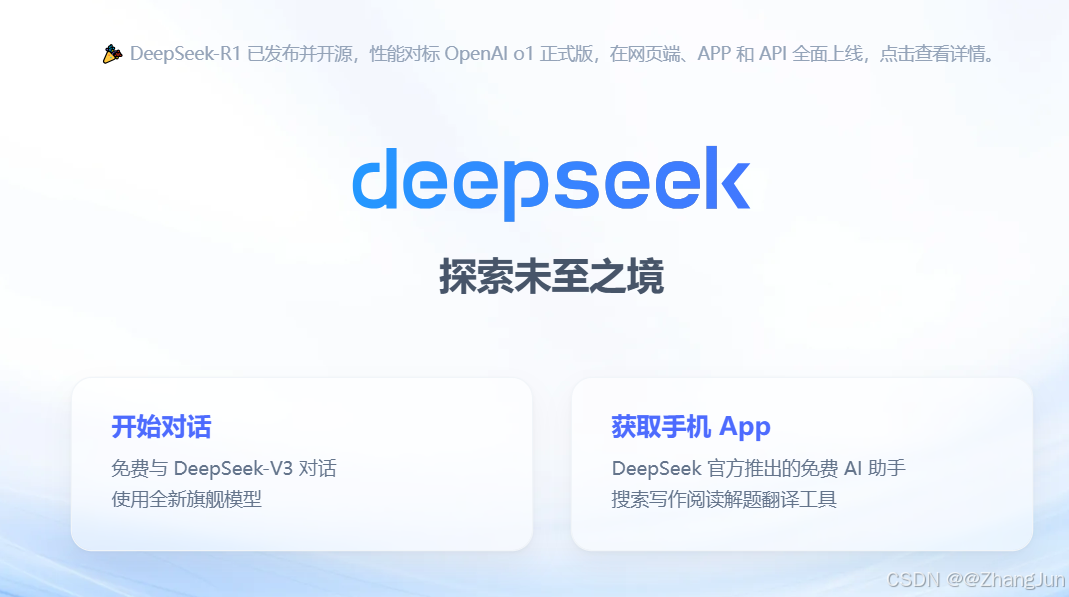 DeepSeek-R1 已发布并开源，性能对标 OpenAI o1 正式版，在网页端、APP 和 API 全面上线，点击查看详情。
deepseek
探索未至之境
开始对话
免费与 DeepSeek-V3 对话
使用全新旗舰模型
获取手机 App
DeepSeek 官方推出的免费 AI 助手
搜索写作阅读解题翻译工具
CSDN @@ZhangJun